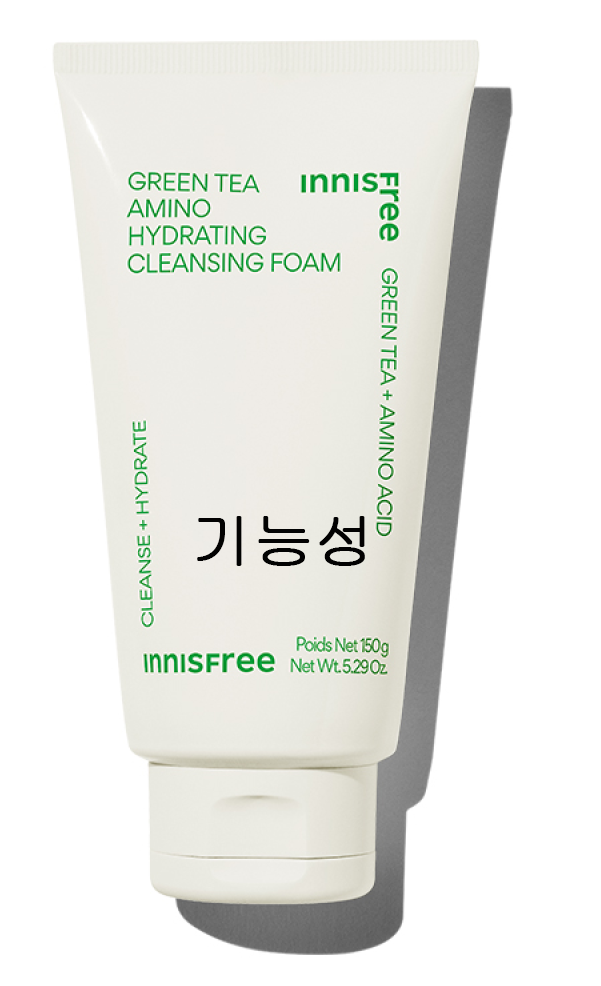 GREEN TEA
AMINO
HYDRATING
CLEANSING FOAM
INNISFree
GREEN TEA + AMINO ACID
CLEANSE + HYDRATE
기능성
INNISFree
Poids Net 150g
Net Wt. 5.29 Oz.